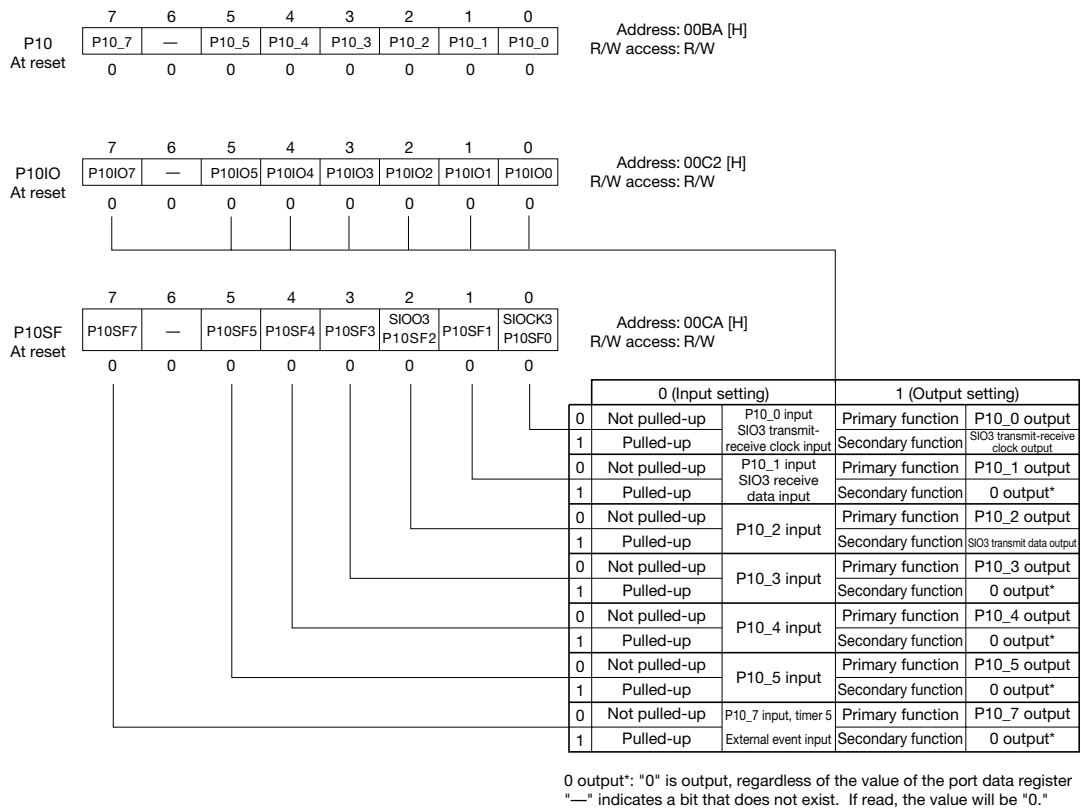 7 6 5 4 3 2 1 0
P10 P10_7 — P10_5 P10_4 P10_3 P10_2 P10_1 P10_0
At reset 0 0 0 0 0 0 0
Address: 00BA [H]
R/W access: R/W
7 6 5 4 3 2 1 0
P10IO P10IO7 — P10IO5 P10IO4 P10IO3 P10IO2 P10IO1 P10IO0
At reset 0 0 0 0 0 0 0 0
Address: 00C2 [H]
R/W access: R/W
7 6 5 4 3 2 1 0
P10SF P10SF7 — P10SF5 P10SF4 P10SF3 SIOO3 P10SF2 P10SF1 SIOCK3 P10SF0
At reset 0 0 0 0 0 0 0 0
Address: 00CA [H]
R/W access: R/W
0 (Input setting) 1 (Output setting)
0 Not pulled-up P10_0 input Primary function P10_0 output
SIO3 transmit-
receive clock input
1 Pulled-up Secondary function SIO3 transmit-receive
clock output
0 Not pulled-up P10_1 input Primary function P10_1 output
SIO3 receive
data input
1 Pulled-up Secondary function 0 output*
0 Not pulled-up P10_2 input Primary function P10_2 output
1 Pulled-up Secondary function SIO3 transmit data output
0 Not pulled-up P10_3 input Primary function P10_3 output
1 Pulled-up Secondary function 0 output*
0 Not pulled-up P10_4 input Primary function P10_4 output
1 Pulled-up Secondary function 0 output*
0 Not pulled-up P10_5 input Primary function P10_5 output
1 Pulled-up Secondary function 0 output*
0 Not pulled-up P10_7 input, timer 5 Primary function P10_7 output
1 Pulled-up External event input Secondary function 0 output*
0 output*: "0" is output, regardless of the value of the port data register
"—" indicates a bit that does not exist. If read, the value will be "0."